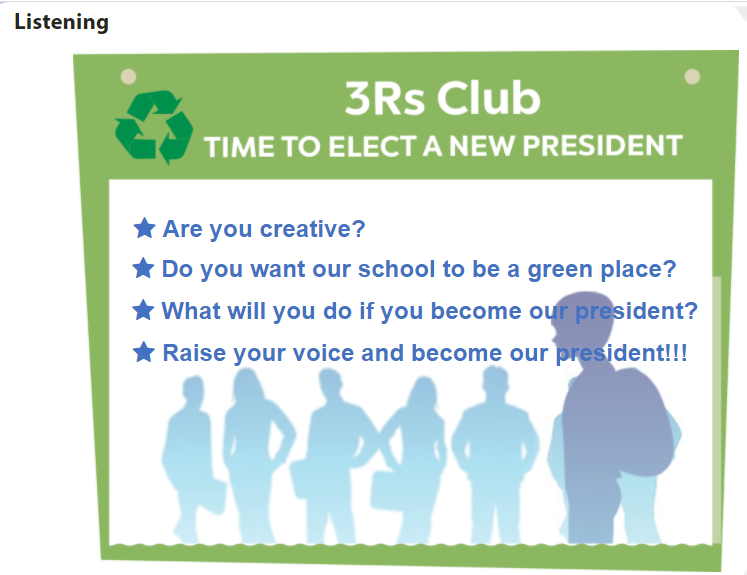 Listening
3Rs Club
TIME TO ELECT A NEW PRESIDENT
Are you creative?
Do you want our school to be a green place?
What will you do if you become our president?
Raise your voice and become our president!!!